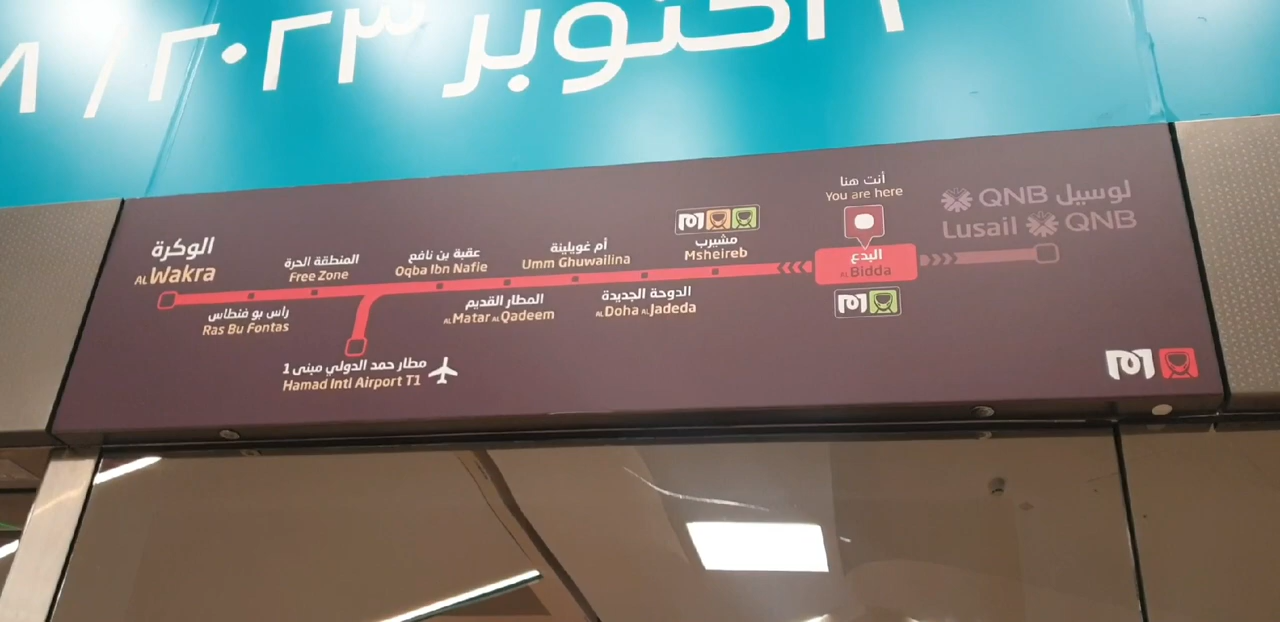 أكتوبر ٢٠٢٣ /
أنت هنا
You are here
لوسيل QNB
Lusail QNB
الوكرة
AL Wakra
المنطقة الحرة
Free Zone
عقبة بن نافع
Oqba Ibn Nafie
أم غويلينة
Umm Ghuwailina
مشيرب
Msheireb
البدع
AL Bidda
راس بو فنطاس
Ras Bu Fontas
المطار القديم
AL Matar AL Qadeem
الدوحة الجديدة
AL Doha AL Jadeda
مطار حمد الدولي مبنى 1
Hamad Intl Airport T1